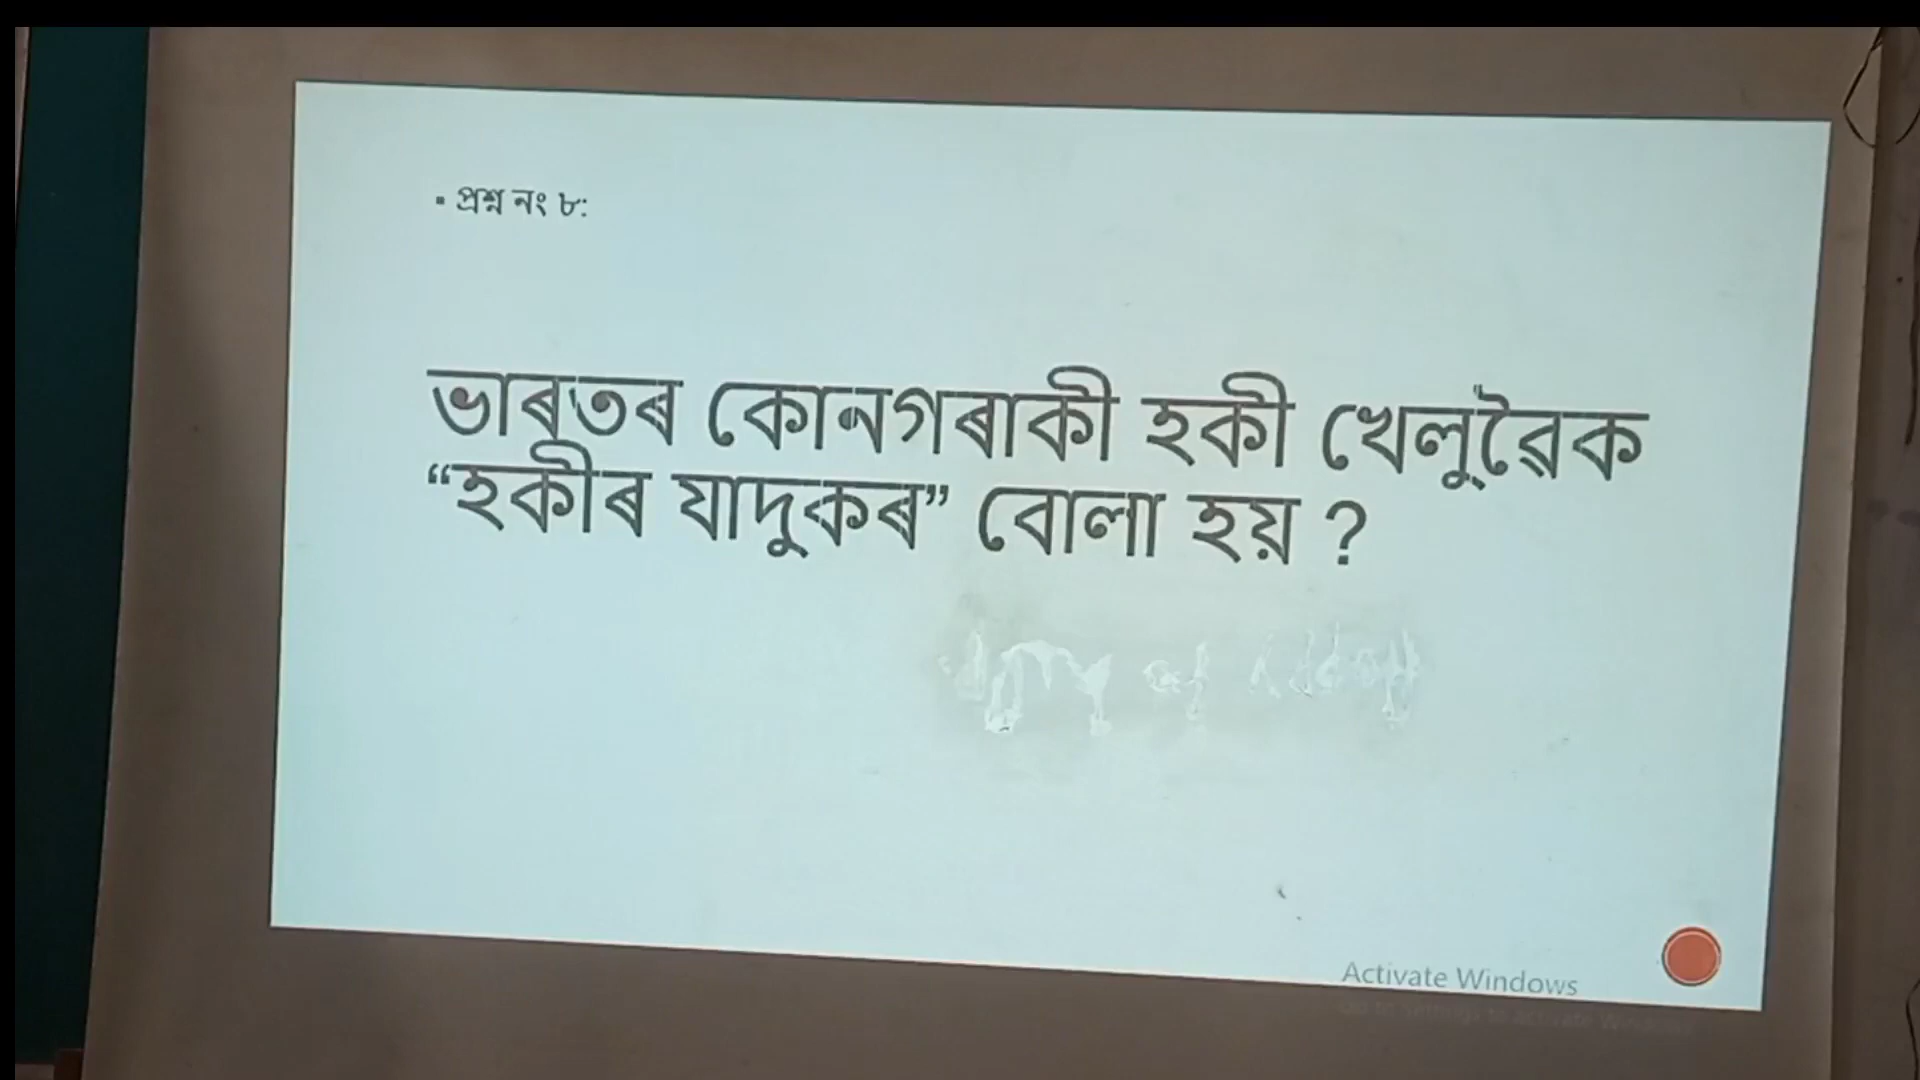 ▪ প্ৰশ্ন নং ৮:
ভাৰতৰ কোনগৰাকী হকী খেলুৱৈক
“হকীৰ যাদুকৰ” বোলা হয় ?
Activate Windows